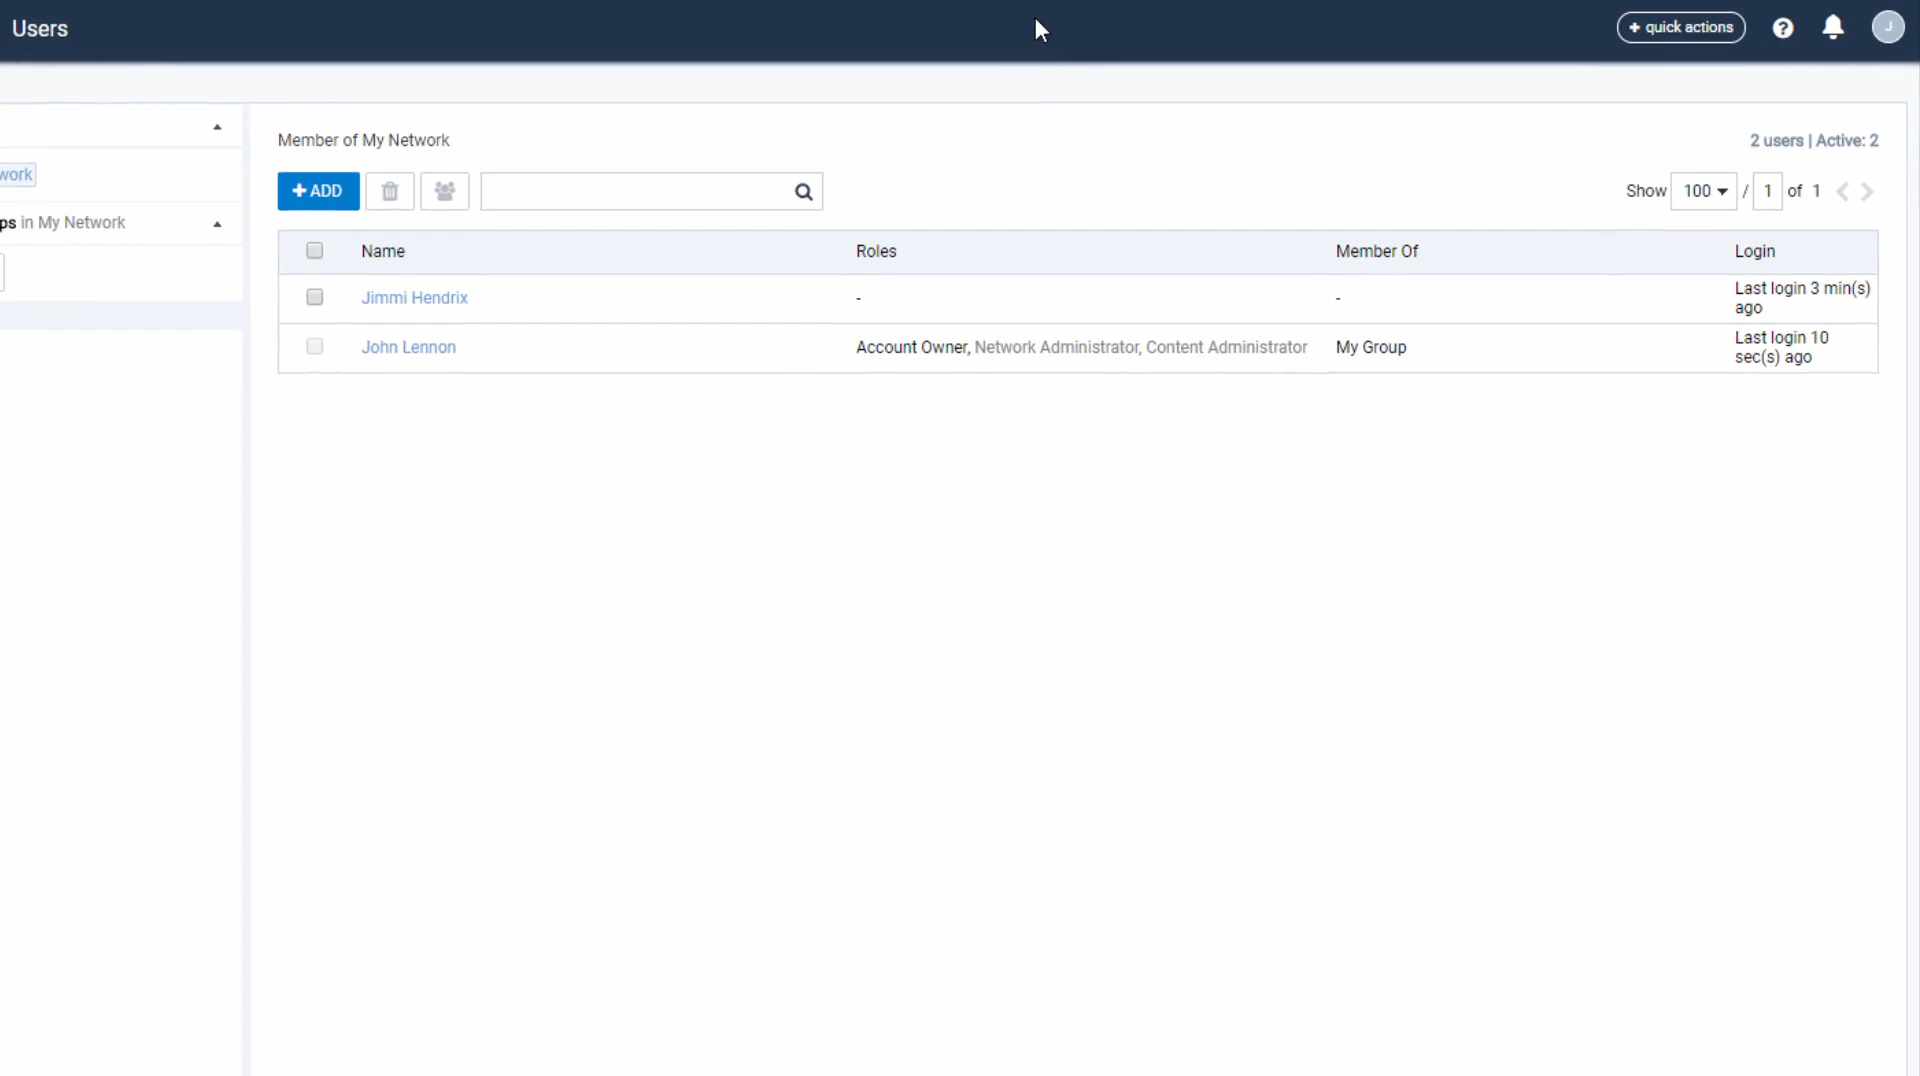 Users
+ quick actions
?
J
work
ps in My Network
Member of My Network
2 users | Active: 2
+ ADD
Show 100 / 1 of 1
Name Roles Member Of Login
Jimmi Hendrix - - Last login 3 min(s)
ago
John Lennon Account Owner, Network Administrator, Content Administrator My Group Last login 10
sec(s) ago